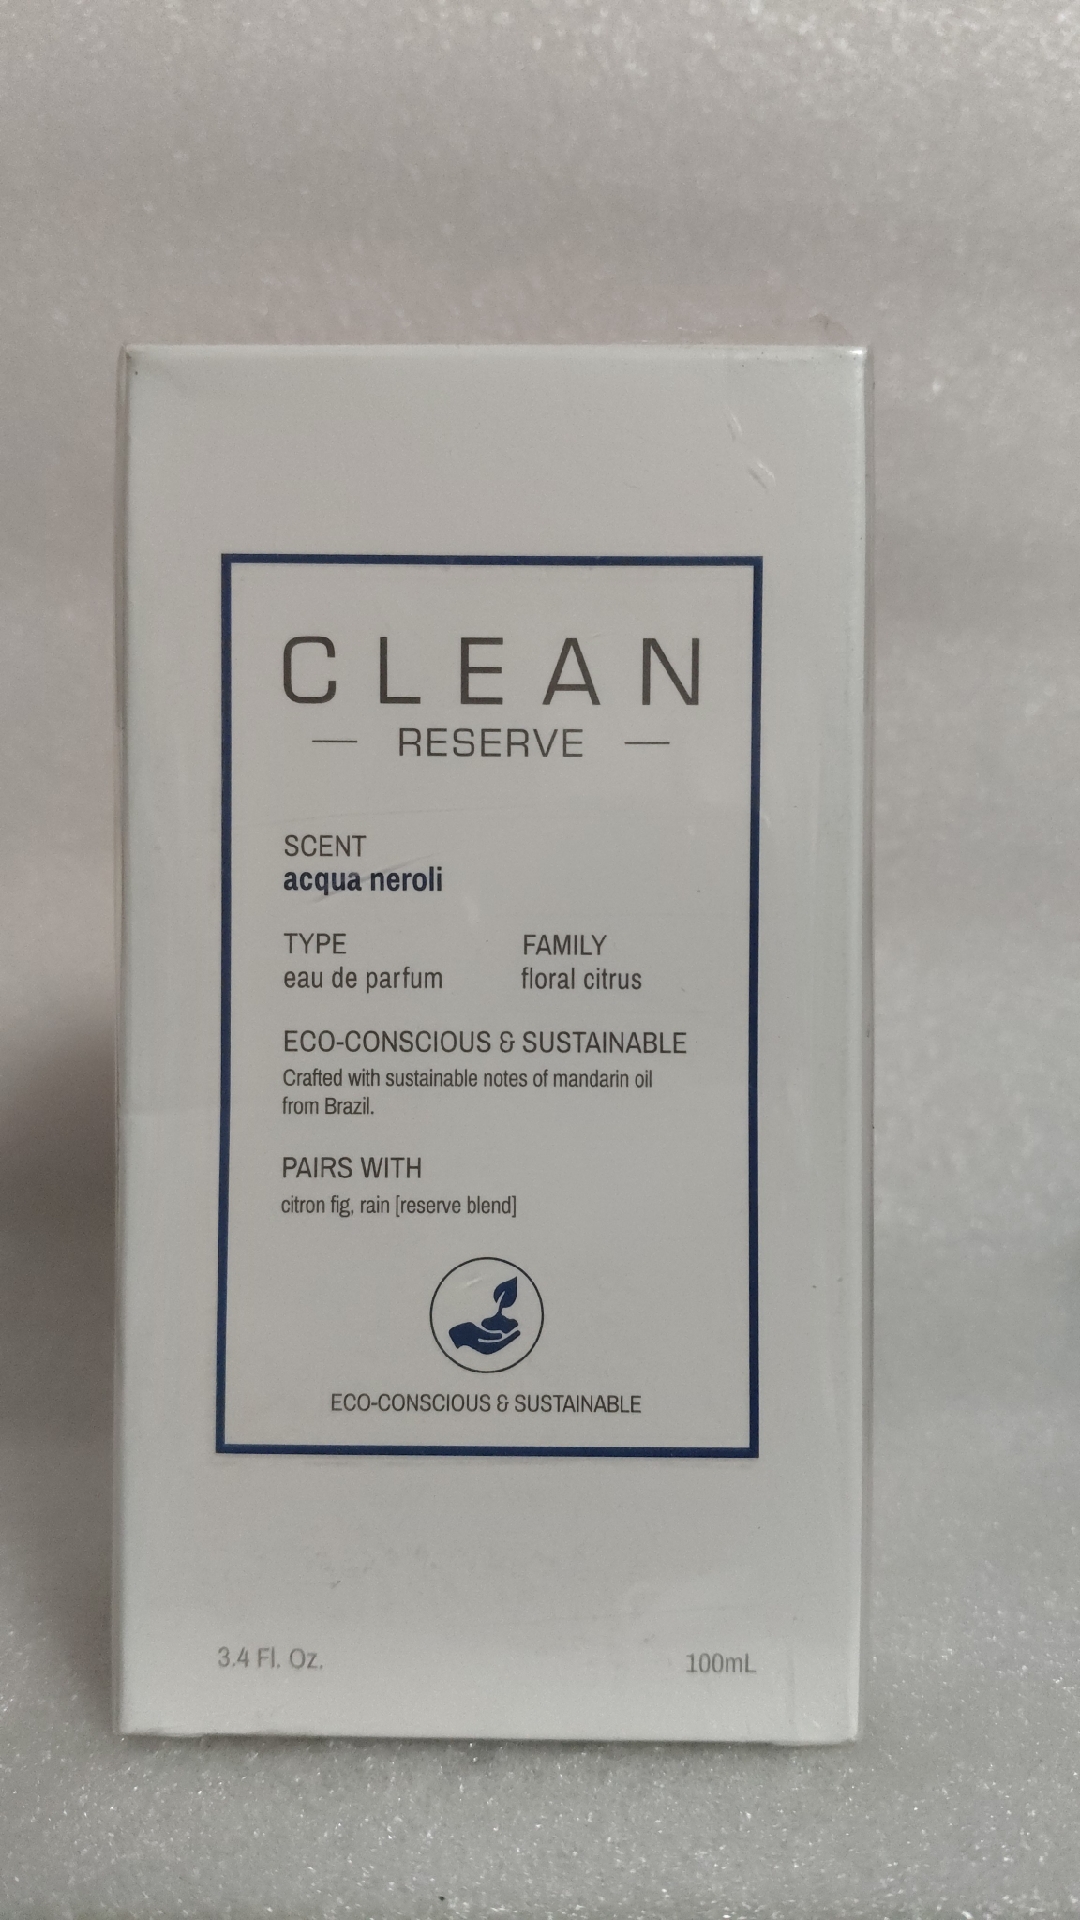 CLEAN
RESERVE
SCENT
acqua neroli
TYPE FAMILY
eau de parfum floral citrus
ECO-CONSCIOUS & SUSTAINABLE
Crafted with sustainable notes of mandarin oil
from Brazil.
PAIRS WITH
citron fig, rain [reserve blend]
ECO-CONSCIOUS & SUSTAINABLE
3.4 Fl. Oz. 100mL